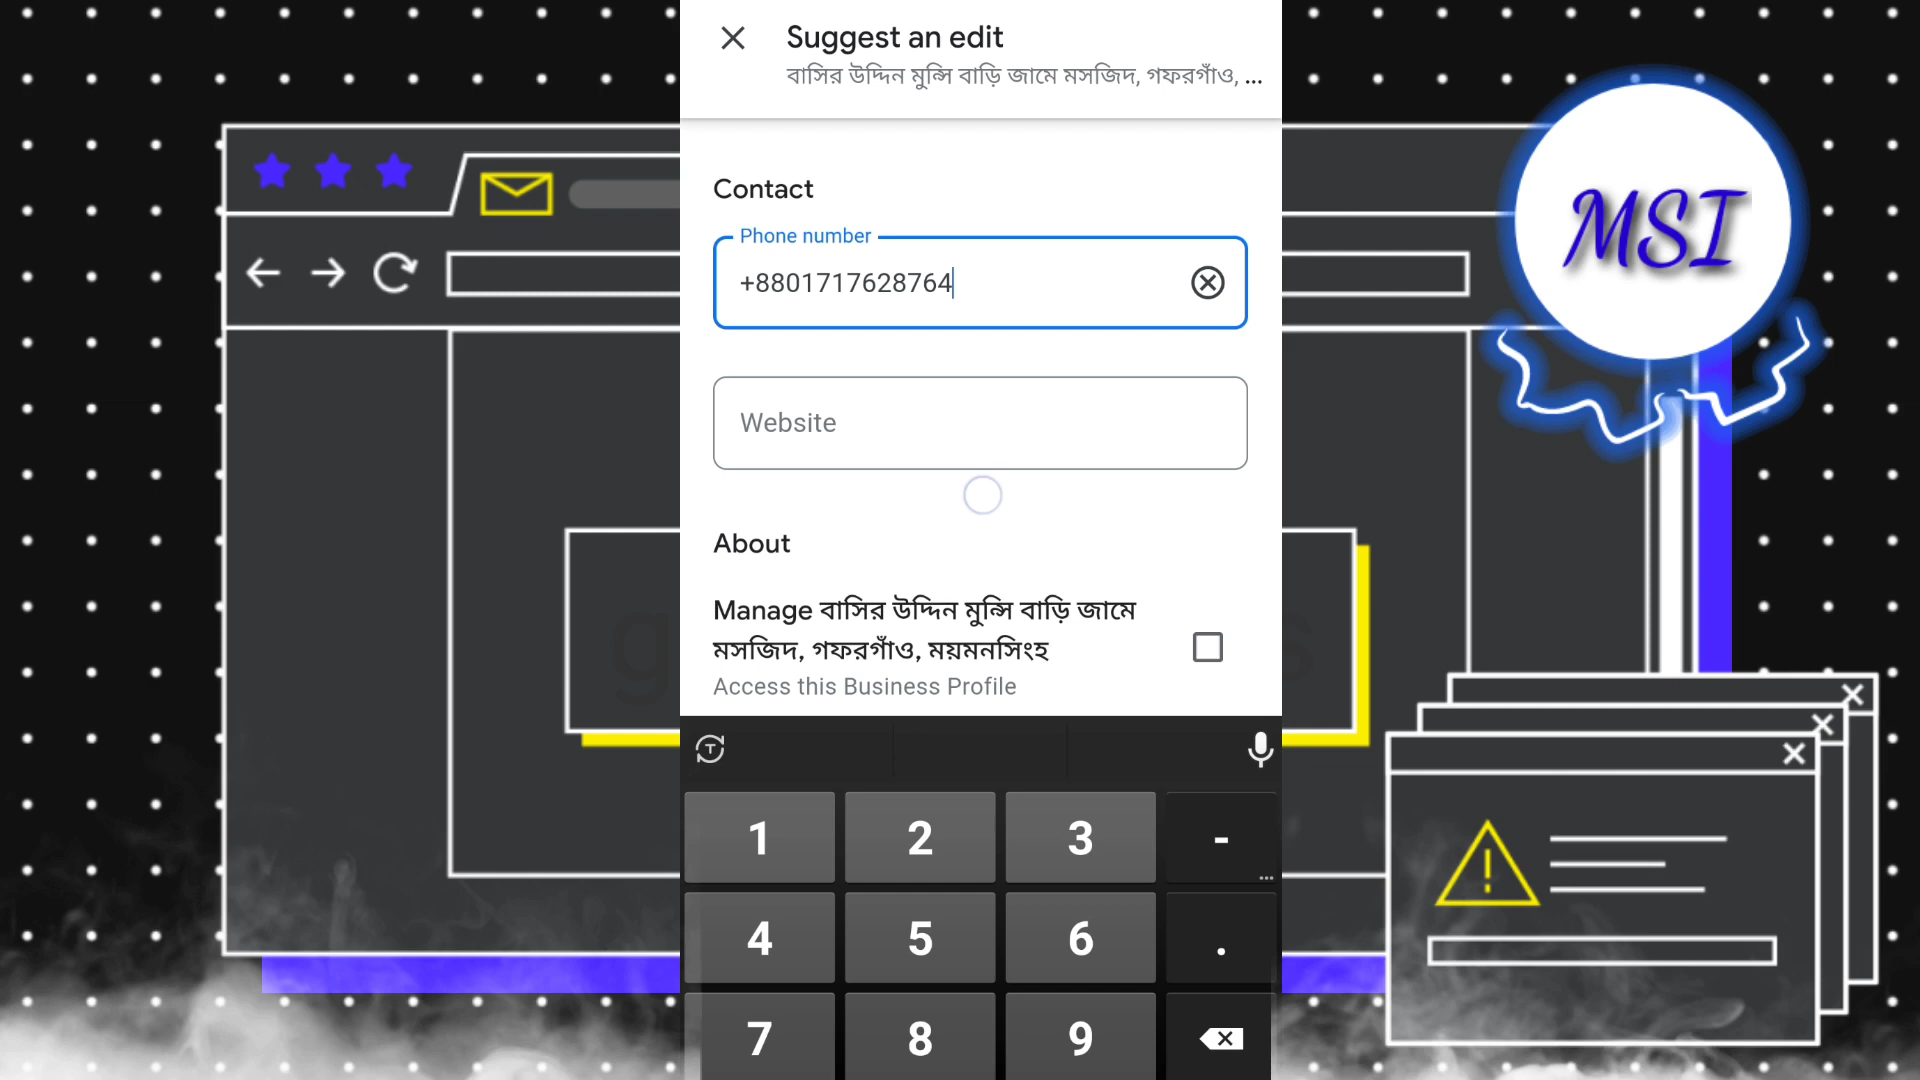 Suggest an edit
বাসির উদ্দিন মুন্সি বাড়ি জামে মসজিদ, গফরগাঁও, ...
MSI
Contact
Phone number
+8801717628764
Website
About
Manage বাসির উদ্দিন মুন্সি বাড়ি জামে
মসজিদ, গফরগাঁও, ময়মনসিংহ
Access this Business Profile
1 2 3 -
4 5 6 .
7 8 9